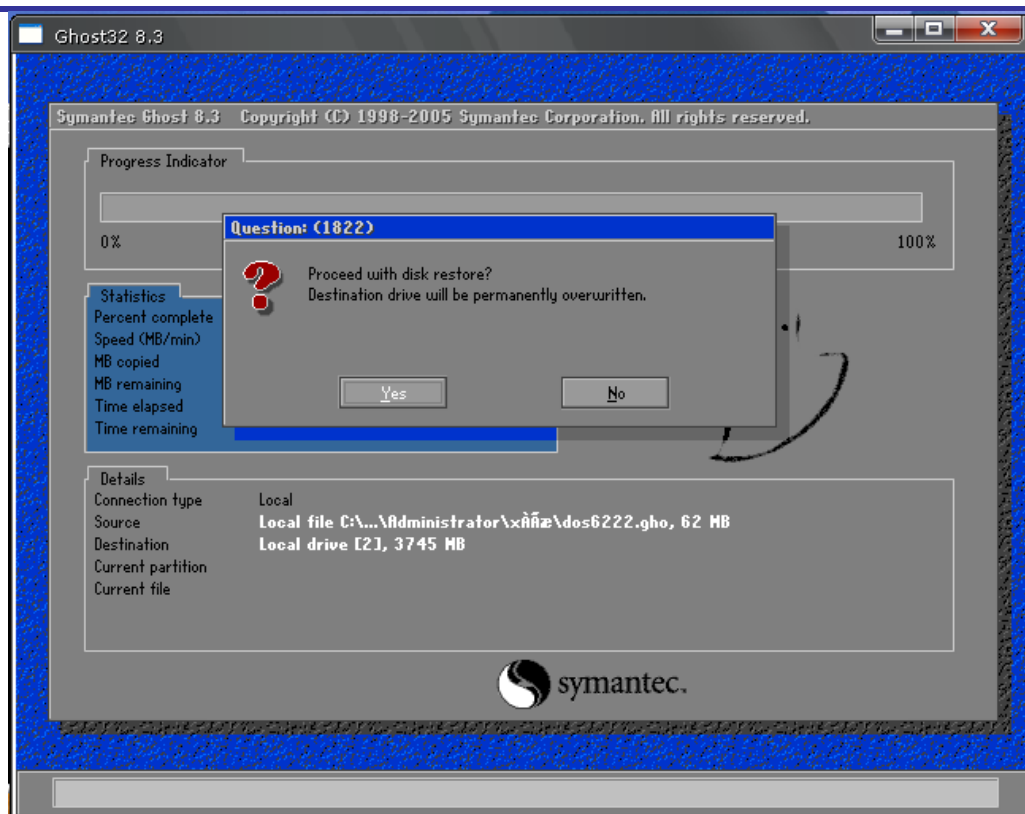 Ghost32 8.3
Symantec Ghost 8.3 Copyright (C) 1998-2005 Symantec Corporation. All rights reserved.
Progress Indicator
0% 100%
Question: (1822)
Proceed with disk restore?
Destination drive will be permanently overwritten.
Yes No
Statistics
Percent complete
Speed (MB/min)
MB copied
MB remaining
Time elapsed
Time remaining
Details
Connection type Local
Source Local file C:\...\Administrator\×ÀÃæ\dos6222.gho, 62 MB
Destination Local drive [2], 3745 MB
Current partition
Current file
symantec.